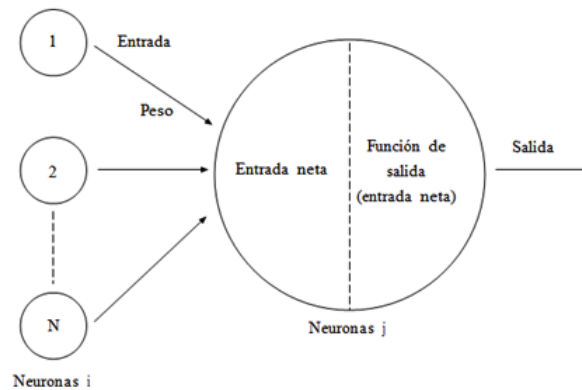 1
Entrada
Peso
2
Entrada neta
Función de
salida
(entrada neta)
Salida
N
Neuronas i
Neuronas j